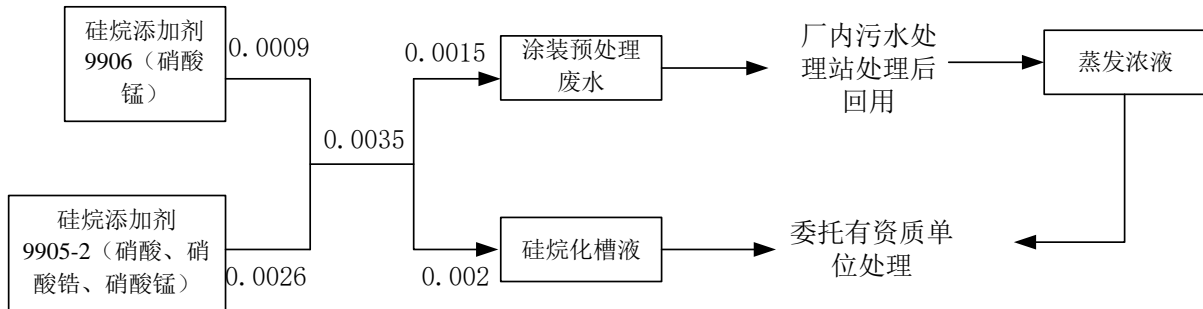 硅烷添加剂
9906（硝酸
锰）
0.0009
0.0035
0.0015
涂装预处理
废水
厂内污水处
理站处理后
回用
蒸发浓液
硅烷添加剂
9905-2（硝酸、硝
酸锆、硝酸锰）
0.0026
0.002
硅烷化槽液
委托有资质单
位处理